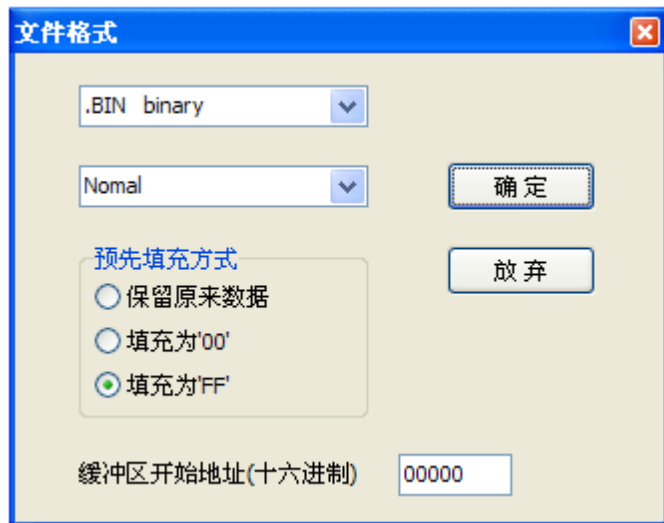 文件格式
.BIN binary
Nomal
确定
预先填充方式
放弃
保留原来数据
填充为'00'
填充为'FF'
缓冲区开始地址(十六进制) 00000